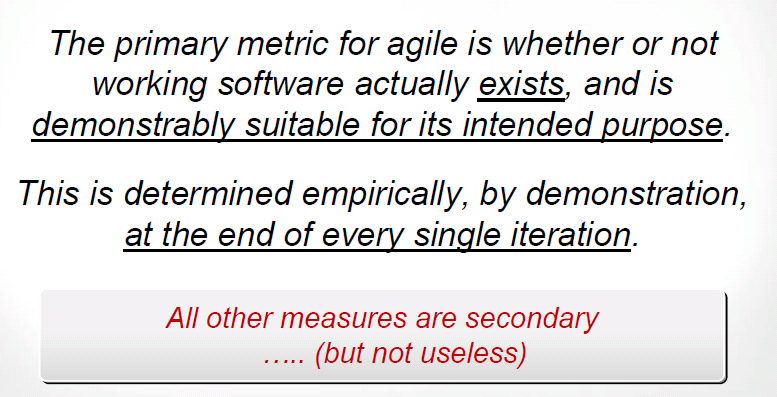 The primary metric for agile is whether or not
working software actually exists, and is
demonstrably suitable for its intended purpose.
This is determined empirically, by demonstration,
at the end of every single iteration.
All other measures are secondary
….. (but not useless)